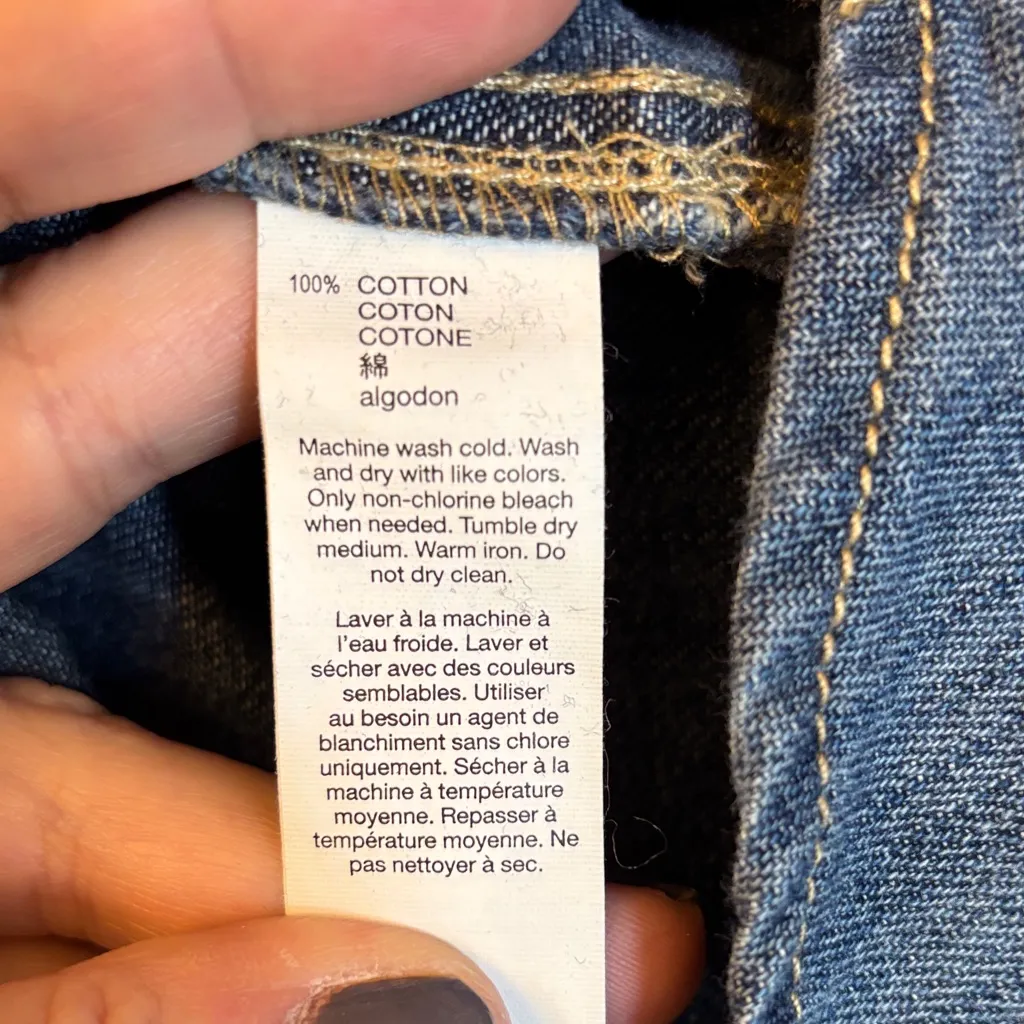 100% COTTON
COTON
COTONE
綿
algodon
Machine wash cold. Wash
and dry with like colors.
Only non-chlorine bleach
when needed. Tumble dry
medium. Warm iron. Do
not dry clean.
Laver à la machine à
l'eau froide. Laver et
sécher avec des couleurs
semblables. Utiliser
au besoin un agent de
blanchiment sans chlore
uniquement. Sécher à la
machine à température
moyenne. Repasser à
température moyenne. Ne
pas nettoyer à sec.